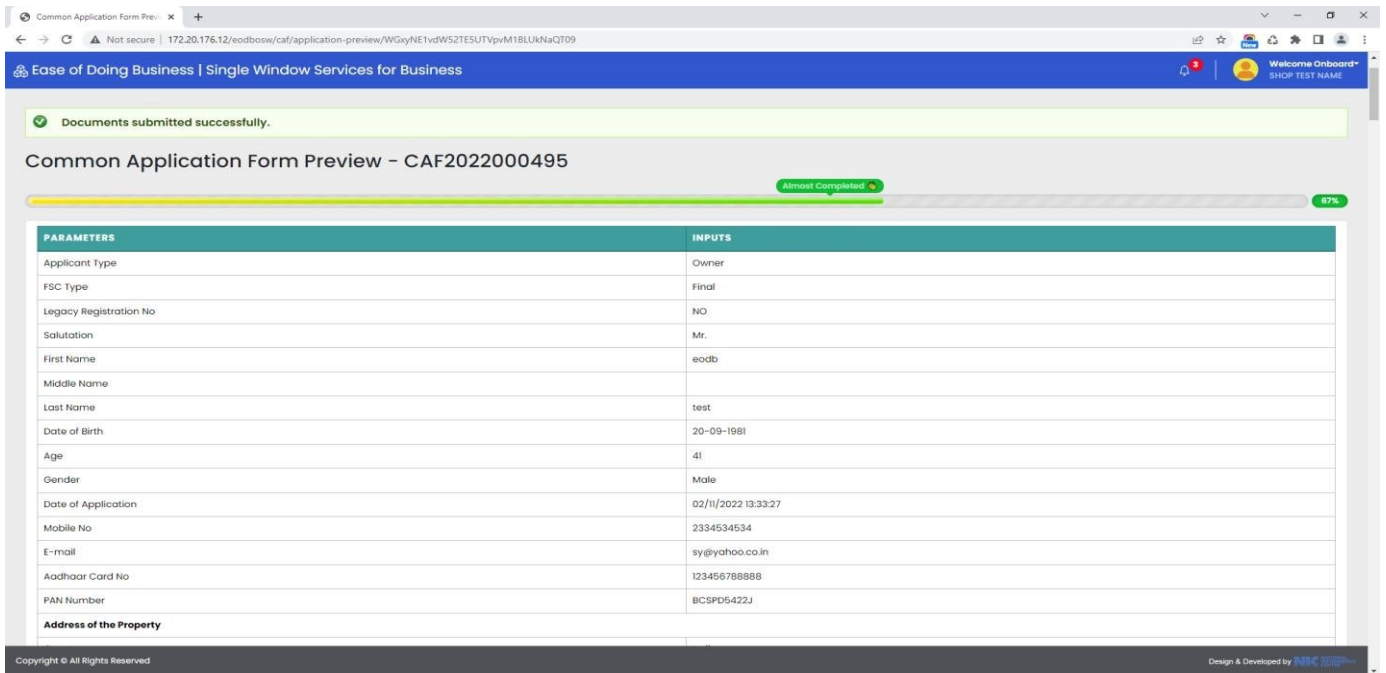 Common Application Form Prev
Not secure | 172.20.176.12/eodbosw/caf/application-preview/WGxyNE1vdW52TE5UTVpvM1BLUkNaQT09
New
Ease of Doing Business | Single Window Services for Business
3
Welcome Onboard
SHOP TEST NAME
Documents submitted successfully.
Common Application Form Preview - CAF2022000495
Almost Completed
67%
PARAMETERS INPUTS
Applicant Type Owner
FSC Type Final
Legacy Registration No NO
Salutation Mr.
First Name eodb
Middle Name
Last Name test
Date of Birth 20-09-1981
Age 41
Gender Male
Date of Application 02/11/2022 13:33:27
Mobile No 2334534534
E-mail sy@yahoo.co.in
Aadhaar Card No 123456788888
PAN Number BCSPD5422J
Address of the Property
Copyright © All Rights Reserved
Design & Developed by NIC